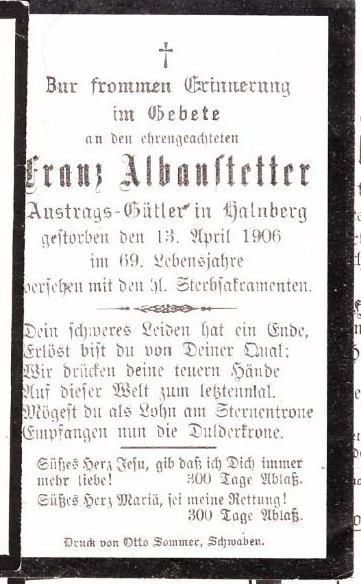 Zur frommen Erinnerung
im Gebete
an den ehrengeachteten
Franz Albanstetter
Austrags-Gütler in Halnberg
gestorben den 13. April 1906
im 69. Lebensjahre
versehen mit den hl. Sterbsakramenten.
Dein schweres Leiden hat ein Ende,
Erlöst bist du von Deiner Qual;
Wir drücken deine teuern Hände
Auf dieser Welt zum letztenmal.
Mögest du als Lohn am Sternentrone
Empfangen nun die Dulderkrone.
Süßes Herz Jesu, gib daß ich Dich immer
mehr liebe! 300 Tage Ablaß.
Süßes Herz Mariä, sei meine Rettung!
300 Tage Ablaß.
Druck von Otto Sommer, Schwaben.